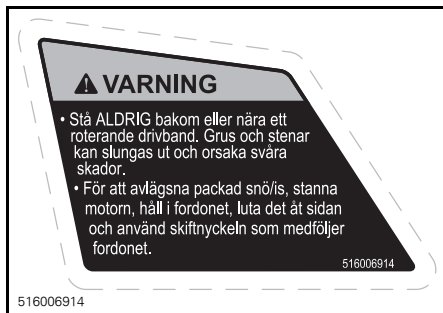 VARNING
• Stå ALDRIG bakom eller nära ett
roterande drivband. Grus och stenar
kan slungas ut och orsaka svåra
skador.
• För att avlägsna packad snö/is, stanna
motorn, håll i fordonet, luta det åt sidan
och använd skiftnyckeln som medföljer
fordonet.
516006914
516006914